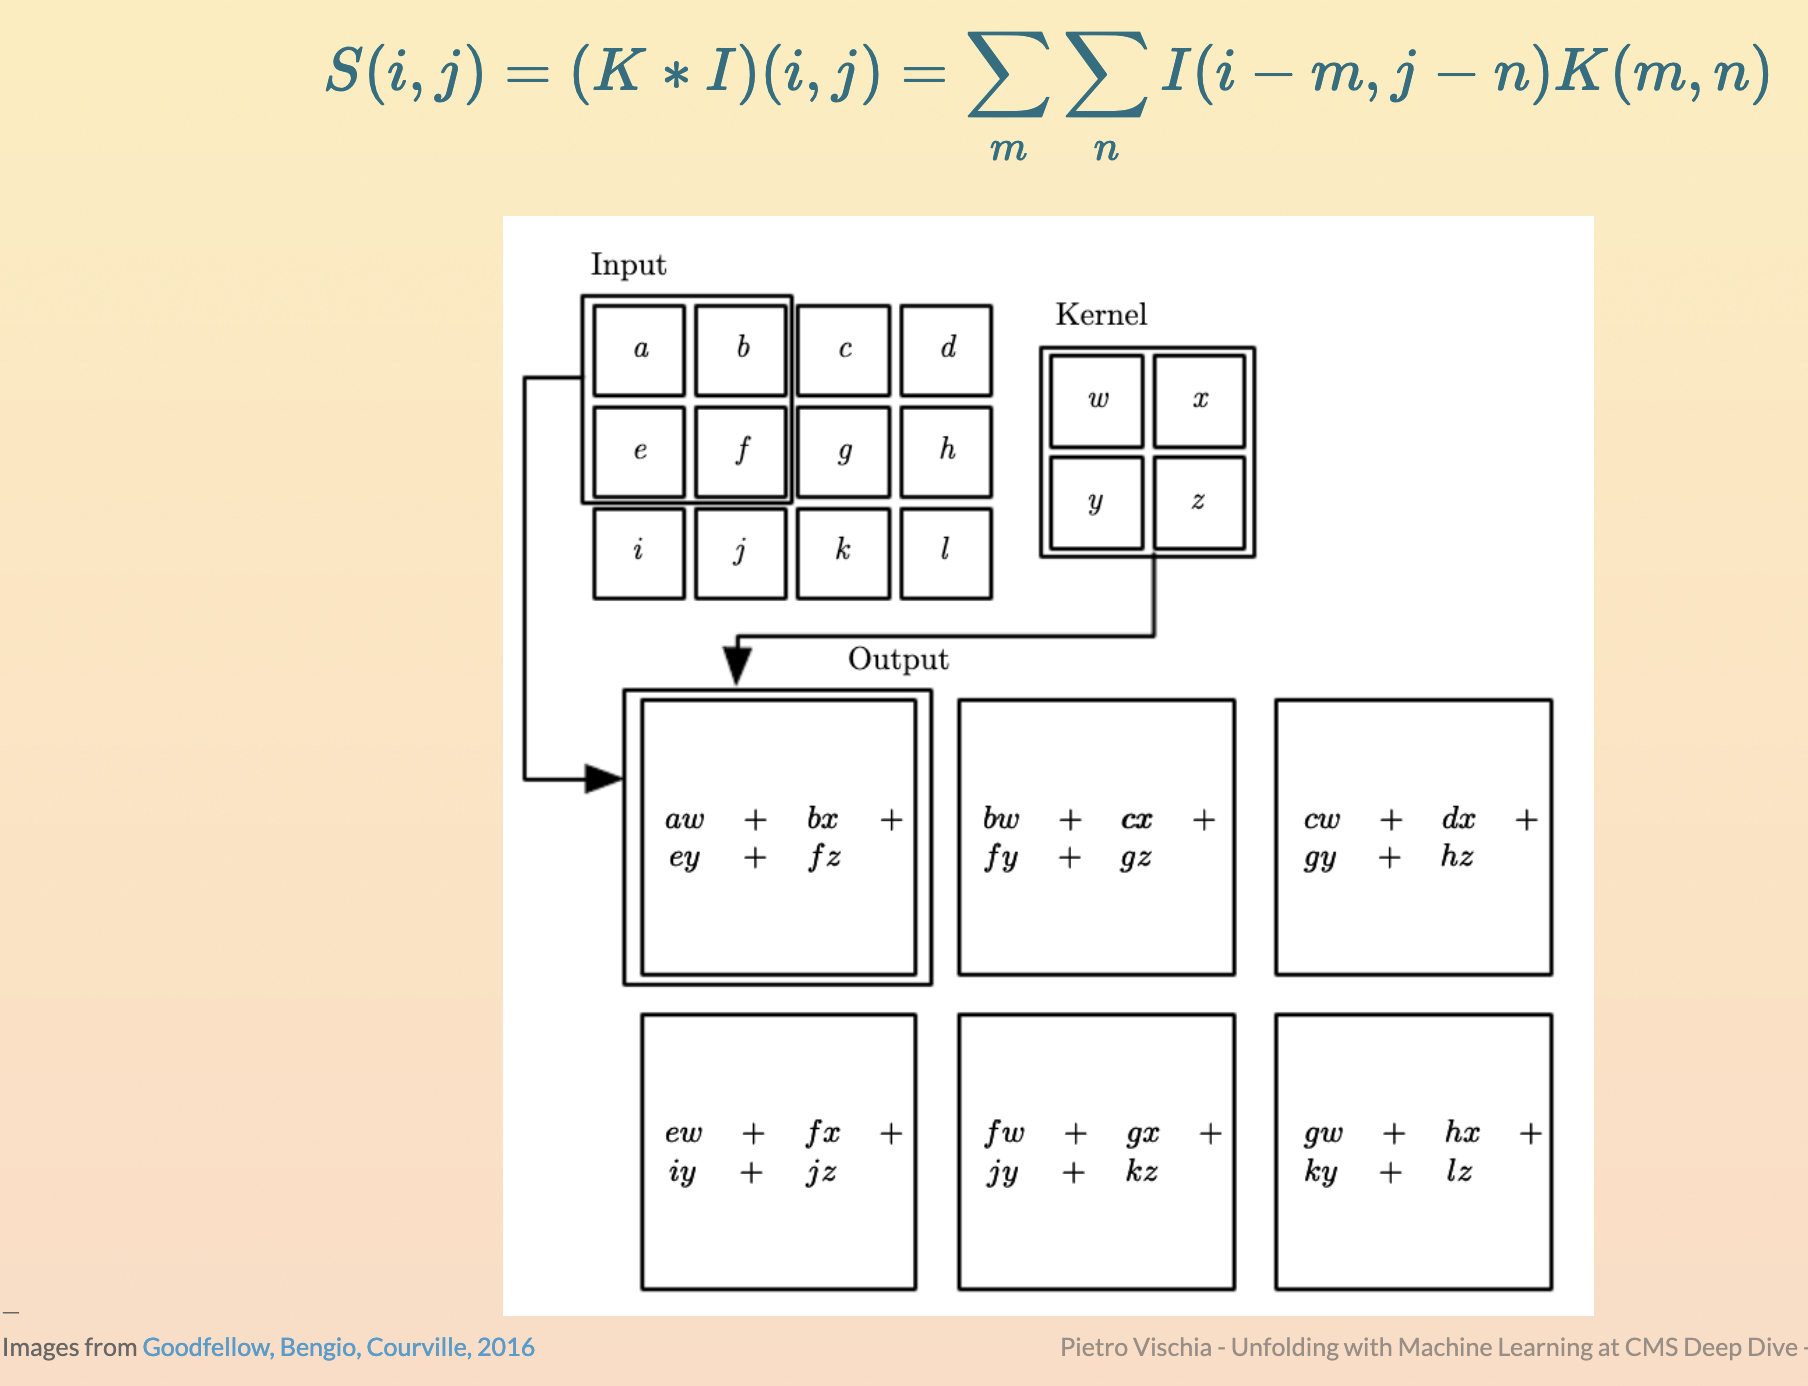 S(i, j) = (K ∗ I)(i, j) = ∑_m ∑_n I(i − m, j − n)K(m, n)
Input
a b c d
e f g h
i j k l
Kernel
w x
y z
Output
aw + bx +
ey + fz
bw + cx +
fy + gz
cw + dx +
gy + hz
ew + fx +
iy + jz
fw + gx +
jy + kz
gw + hx +
ky + lz
—
Images from Goodfellow, Bengio, Courville, 2016
Pietro Vischia - Unfolding with Machine Learning at CMS Deep Dive -